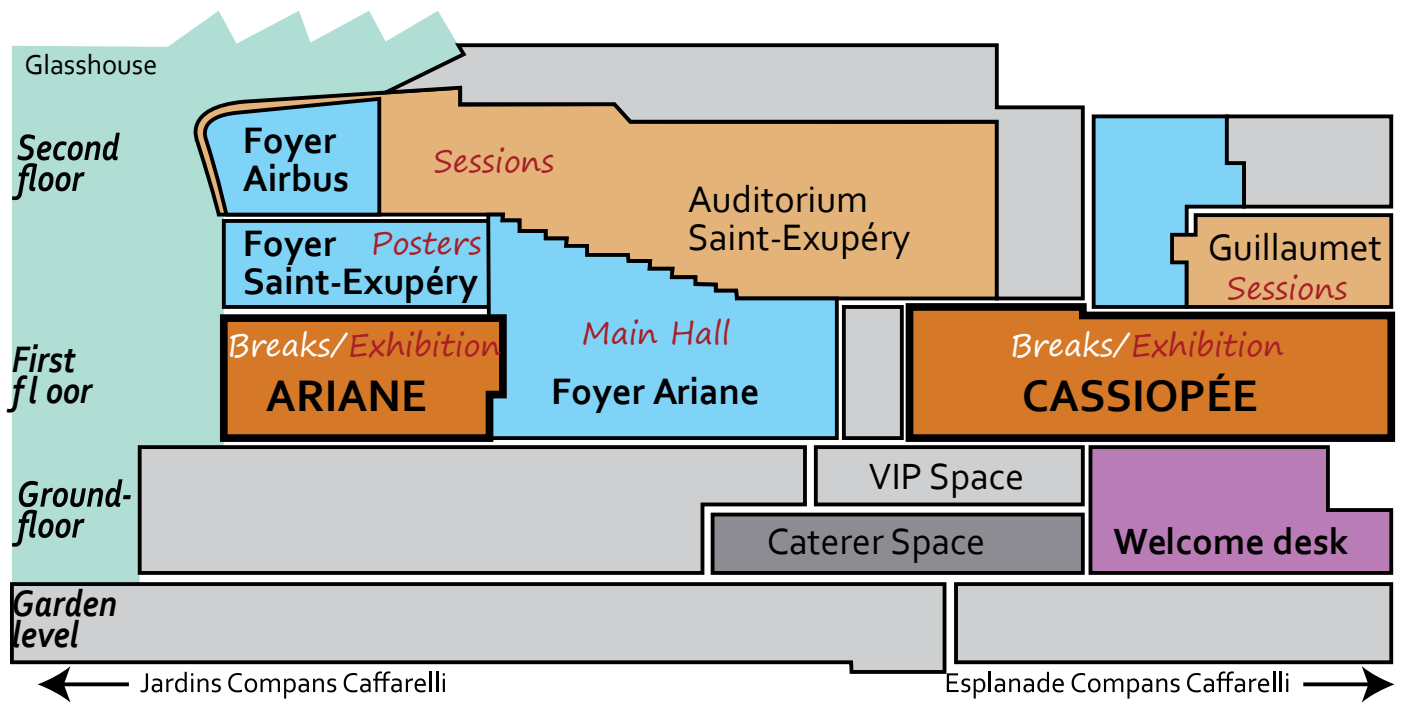 Glasshouse
Second
floor
Foyer
Airbus
Sessions
Auditorium
Saint-Exupéry
Foyer Posters
Saint-Exupéry
Guillaumet
Sessions
First
fl oor
Breaks/Exhibition
ARIANE
Main Hall
Foyer Ariane
Breaks/Exhibition
CASSIOPÉE
Ground-
floor
VIP Space
Caterer Space
Welcome desk
Garden
level
Jardins Compans Caffarelli
Esplanade Compans Caffarelli